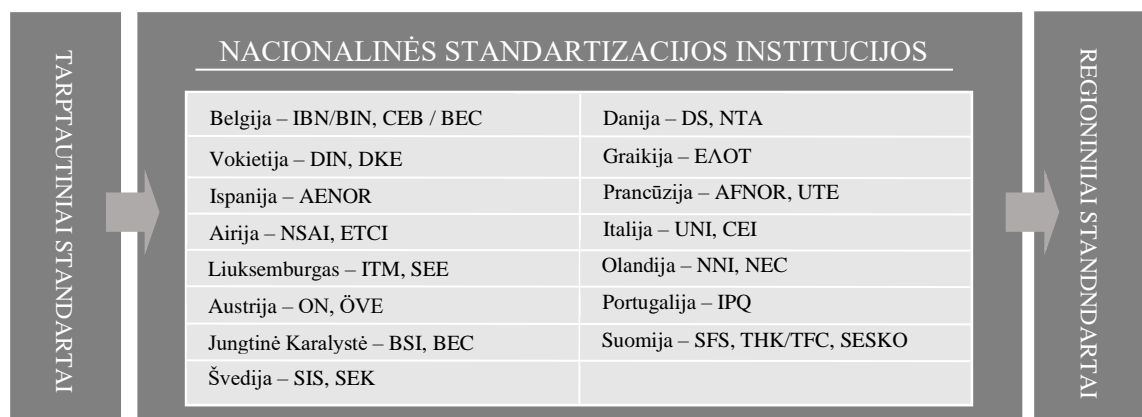 TARPTAUTINIAI STANDARTAI
NACIONALINĖS STANDARTIZACIJOS INSTITUCIJOS
Belgija – IBN/BIN, CEB / BEC
Danija – DS, NTA
Vokietija – DIN, DKE
Graikija – ΕΛΟΤ
Ispanija – AENOR
Prancūzija – AFNOR, UTE
Airija – NSAI, ETCI
Italija – UNI, CEI
Liuksemburgas – ITM, SEE
Olandija – NNI, NEC
Austrija – ON, ÖVE
Portugalija – IPQ
Jungtinė Karalystė – BSI, BEC
Suomija – SFS, THK/TFC, SESKO
Švedija – SIS, SEK
REGIONINIIAI STANDNDARTAI